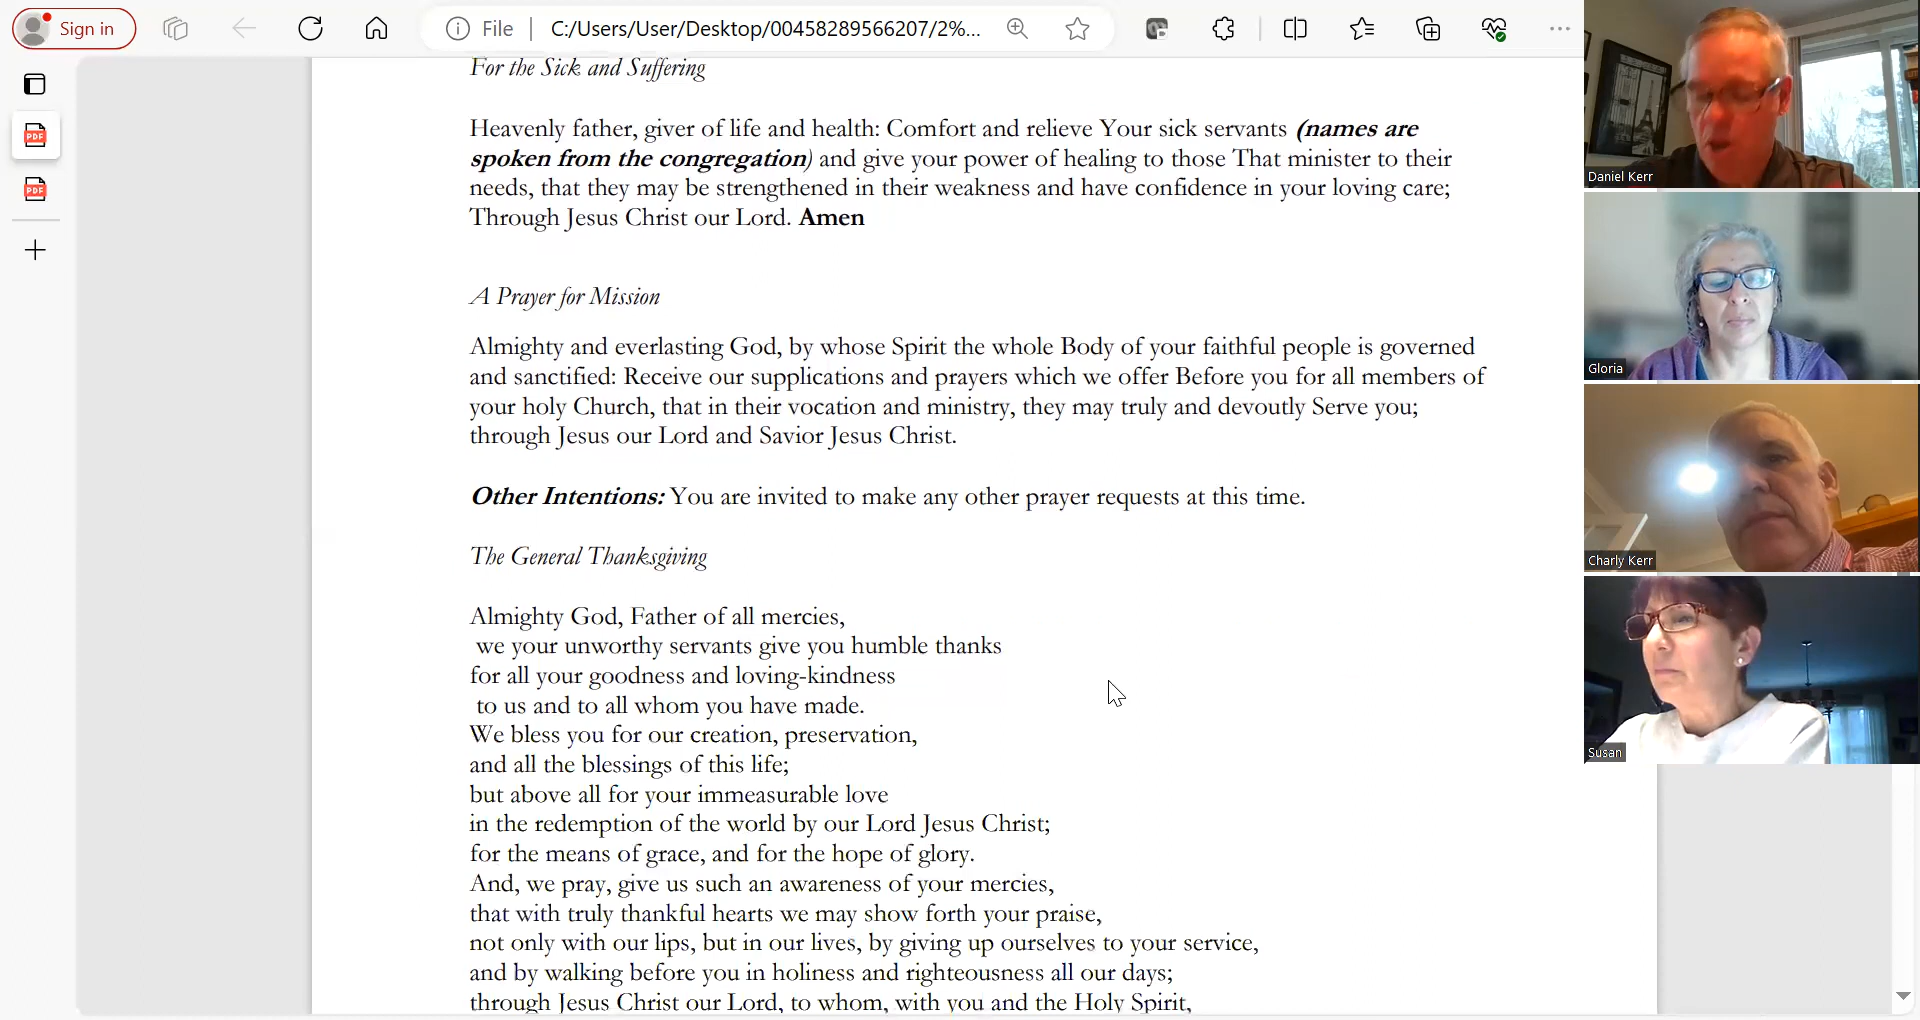 Sign in
File
C:/Users/User/Desktop/00458289566207/2%...
For the Sick and Suffering
Heavenly father, giver of life and health: Comfort and relieve Your sick servants (names are
spoken from the congregation) and give your power of healing to those That minister to their
needs, that they may be strengthened in their weakness and have confidence in your loving care;
Through Jesus Christ our Lord. Amen
A Prayer for Mission
Almighty and everlasting God, by whose Spirit the whole Body of your faithful people is governed
and sanctified: Receive our supplications and prayers which we offer Before you for all members of
your holy Church, that in their vocation and ministry, they may truly and devoutly Serve you;
through Jesus our Lord and Savior Jesus Christ.
Other Intentions: You are invited to make any other prayer requests at this time.
The General Thanksgiving
Almighty God, Father of all mercies,
we your unworthy servants give you humble thanks
for all your goodness and loving-kindness
to us and to all whom you have made.
We bless you for our creation, preservation,
and all the blessings of this life;
but above all for your immeasurable love
in the redemption of the world by our Lord Jesus Christ;
for the means of grace, and for the hope of glory.
And, we pray, give us such an awareness of your mercies,
that with truly thankful hearts we may show forth your praise,
not only with our lips, but in our lives, by giving up ourselves to your service,
and by walking before you in holiness and righteousness all our days;
through Jesus Christ our Lord, to whom, with you and the Holy Spirit,
PDF
PDF
Daniel Kerr
Gloria
Charly Kerr
Susan